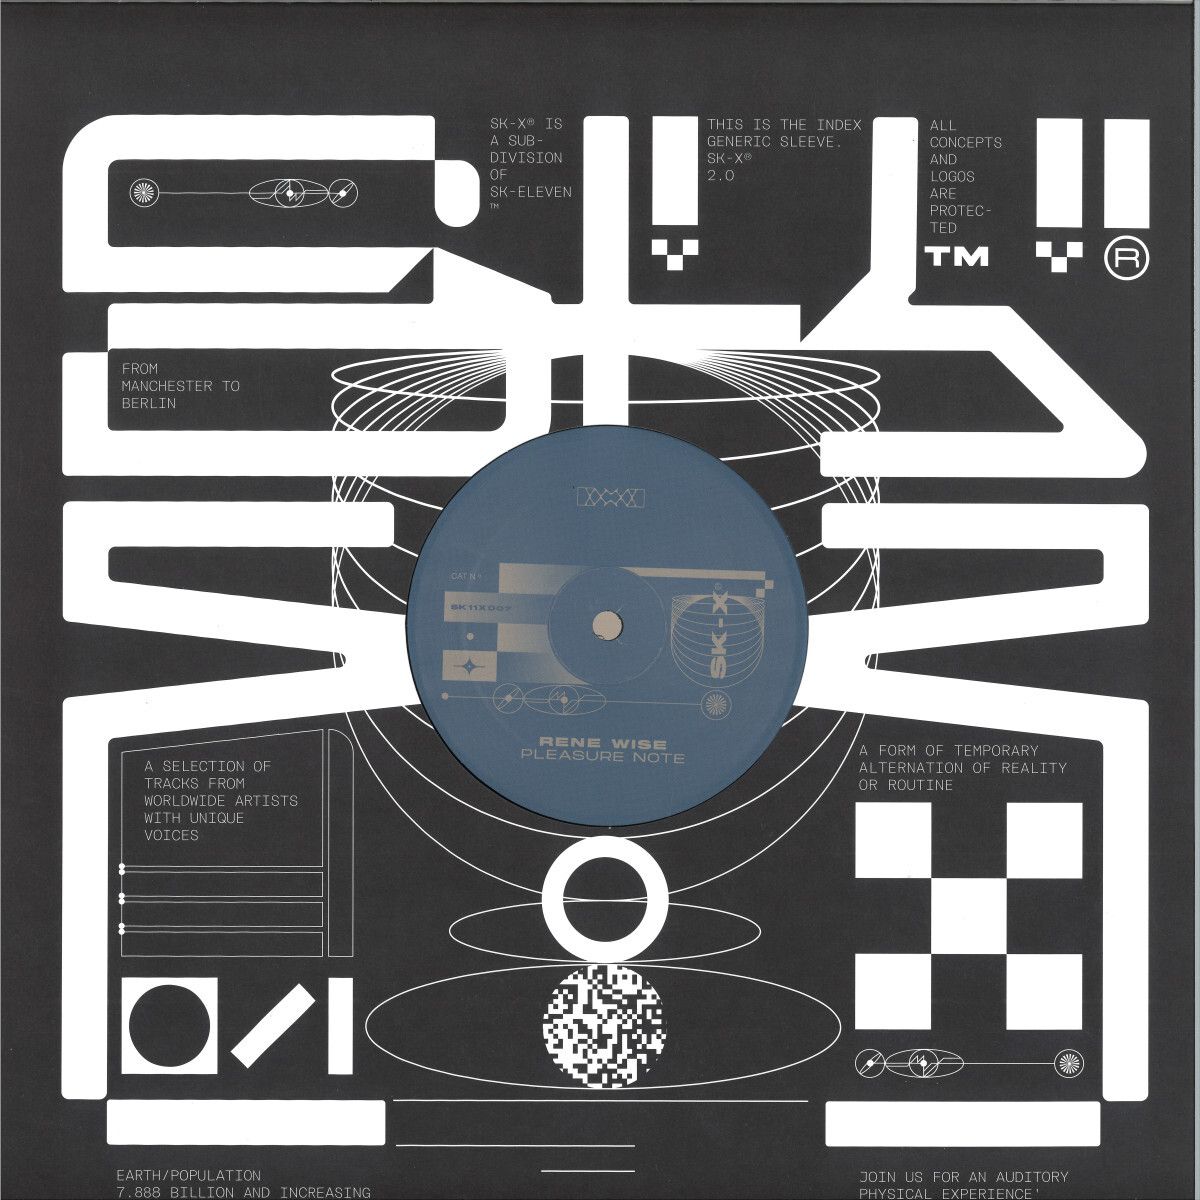 SK-X® IS
A SUB-
DIVISION
OF
SK-ELEVEN
™
THIS IS THE INDEX
GENERIC SLEEVE.
SK-X®
2.0
ALL
CONCEPTS
AND
LOGOS
ARE
PROTEC-
TED
TM
®
FROM
MANCHESTER TO
BERLIN
CAT Nº
SK11X007
SK-X®
RENE WISE
PLEASURE NOTE
A SELECTION OF
TRACKS FROM
WORLDWIDE ARTISTS
WITH UNIQUE
VOICES
A FORM OF TEMPORARY
ALTERNATION OF REALITY
OR ROUTINE
EARTH/POPULATION
7.888 BILLION AND INCREASING
JOIN US FOR AN AUDITORY
PHYSICAL EXPERIENCE'